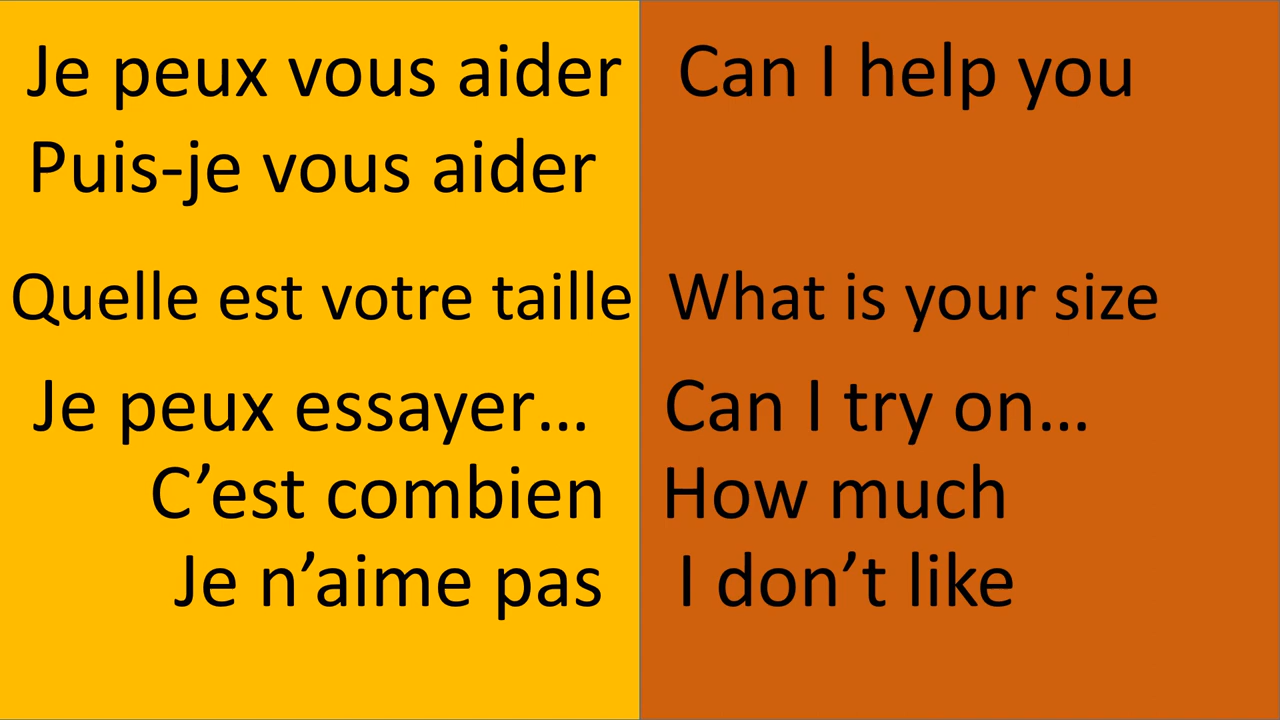 Je peux vous aider
Puis-je vous aider
Quelle est votre taille
Je peux essayer…
C’est combien
Je n’aime pas
Can I help you
What is your size
Can I try on…
How much
I don’t like